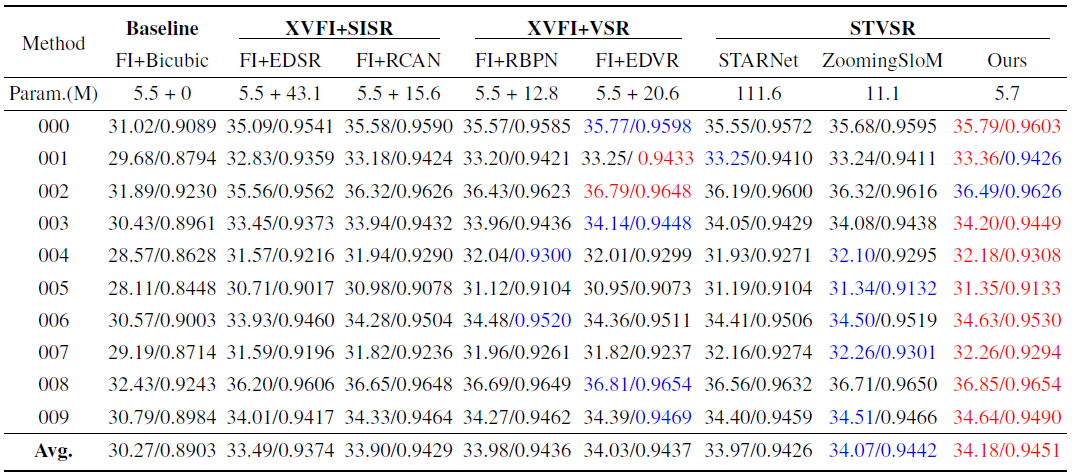 Method Baseline XVFI+SISR XVFI+VSR STVSR
FI+Bicubic FI+EDSR FI+RCAN FI+RBPN FI+EDVR STARNet ZoomingSloM Ours
Param.(M) 5.5 + 0 5.5 + 43.1 5.5 + 15.6 5.5 + 12.8 5.5 + 20.6 111.6 11.1 5.7
000 31.02/0.9089 35.09/0.9541 35.58/0.9590 35.57/0.9585 35.77/0.9598 35.55/0.9572 35.68/0.9595 35.79/0.9603
001 29.68/0.8794 32.83/0.9359 33.18/0.9424 33.20/0.9421 33.25/ 0.9433 33.25/0.9410 33.24/0.9411 33.36/0.9426
002 31.89/0.9230 35.56/0.9562 36.32/0.9626 36.43/0.9623 36.79/0.9648 36.19/0.9600 36.32/0.9616 36.49/0.9626
003 30.43/0.8961 33.45/0.9373 33.94/0.9432 33.96/0.9436 34.14/0.9448 34.05/0.9429 34.08/0.9438 34.20/0.9449
004 28.57/0.8628 31.57/0.9216 31.94/0.9290 32.04/0.9300 32.01/0.9299 31.93/0.9271 32.10/0.9295 32.18/0.9308
005 28.11/0.8448 30.71/0.9017 30.98/0.9078 31.12/0.9104 30.95/0.9073 31.19/0.9104 31.34/0.9132 31.35/0.9133
006 30.57/0.9003 33.93/0.9460 34.28/0.9504 34.48/0.9520 34.36/0.9511 34.41/0.9506 34.50/0.9519 34.63/0.9530
007 29.19/0.8714 31.59/0.9196 31.82/0.9236 31.96/0.9261 31.82/0.9237 32.16/0.9274 32.26/0.9301 32.26/0.9294
008 32.43/0.9243 36.20/0.9606 36.65/0.9648 36.69/0.9649 36.81/0.9654 36.56/0.9632 36.71/0.9650 36.85/0.9654
009 30.79/0.8984 34.01/0.9417 34.33/0.9464 34.27/0.9462 34.39/0.9469 34.40/0.9459 34.51/0.9466 34.64/0.9490
Avg. 30.27/0.8903 33.49/0.9374 33.90/0.9429 33.98/0.9436 34.03/0.9437 33.97/0.9426 34.07/0.9442 34.18/0.9451